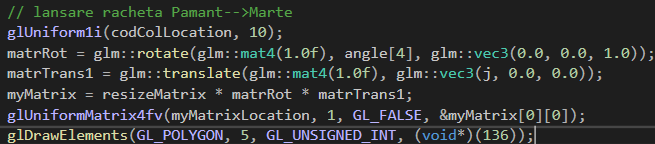 // lansare racheta Pamant-->Marte
glUniform1i(codColLocation, 10);
matrRot = glm::rotate(glm::mat4(1.0f), angle[4], glm::vec3(0.0, 0.0, 1.0));
matrTrans1 = glm::translate(glm::mat4(1.0f), glm::vec3(j, 0.0, 0.0));
myMatrix = resizeMatrix * matrRot * matrTrans1;
glUniformMatrix4fv(myMatrixLocation, 1, GL_FALSE, &myMatrix[0][0]);
glDrawElements(GL_POLYGON, 5, GL_UNSIGNED_INT, (void*)(136));